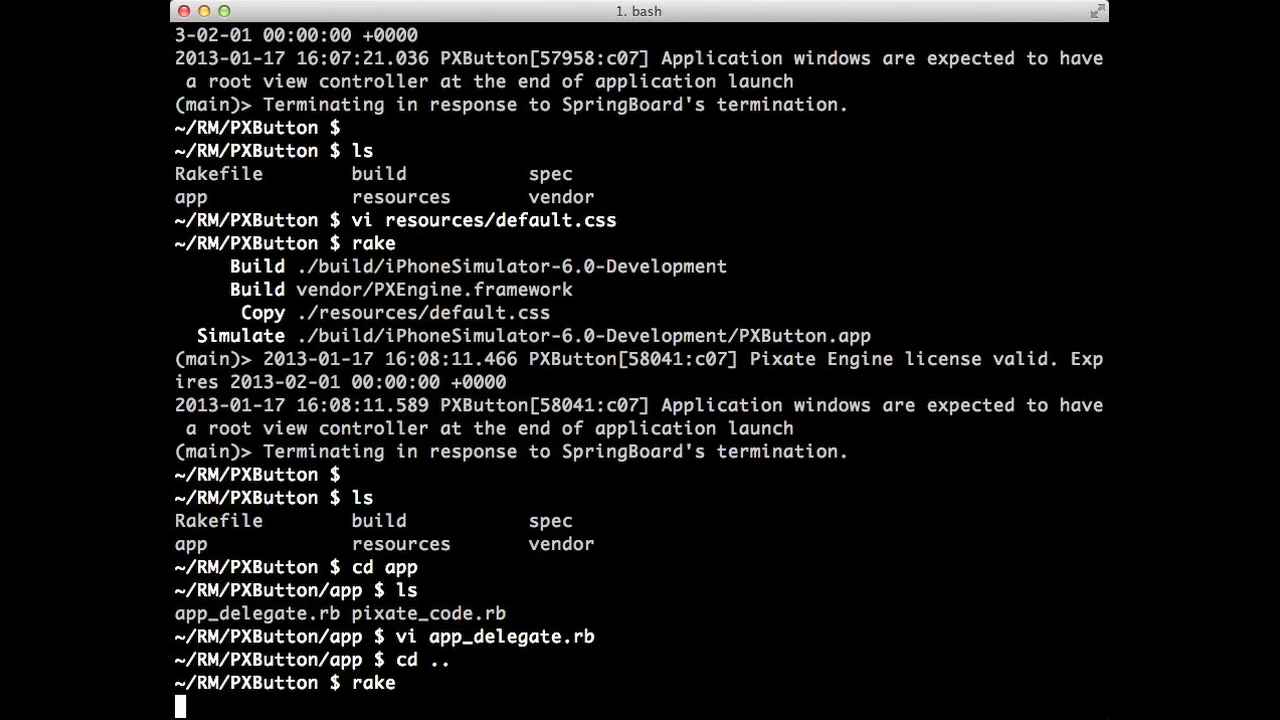 1. bash
3-02-01 00:00:00 +0000
2013-01-17 16:07:21.036 PXButton[57958:c07] Application windows are expected to have
a root view controller at the end of application launch
(main)> Terminating in response to SpringBoard's termination.
~/RM/PXButton $
~/RM/PXButton $ ls
Rakefile build spec
app resources vendor
~/RM/PXButton $ vi resources/default.css
~/RM/PXButton $ rake
Build ./build/iPhoneSimulator-6.0-Development
Build vendor/PXEngine.framework
Copy ./resources/default.css
Simulate ./build/iPhoneSimulator-6.0-Development/PXButton.app
(main)> 2013-01-17 16:08:11.466 PXButton[58041:c07] Pixate Engine license valid. Exp
ires 2013-02-01 00:00:00 +0000
2013-01-17 16:08:11.589 PXButton[58041:c07] Application windows are expected to have
a root view controller at the end of application launch
(main)> Terminating in response to SpringBoard's termination.
~/RM/PXButton $
~/RM/PXButton $ ls
Rakefile build spec
app resources vendor
~/RM/PXButton $ cd app
~/RM/PXButton/app $ ls
app_delegate.rb pixate_code.rb
~/RM/PXButton/app $ vi app_delegate.rb
~/RM/PXButton/app $ cd ..
~/RM/PXButton $ rake